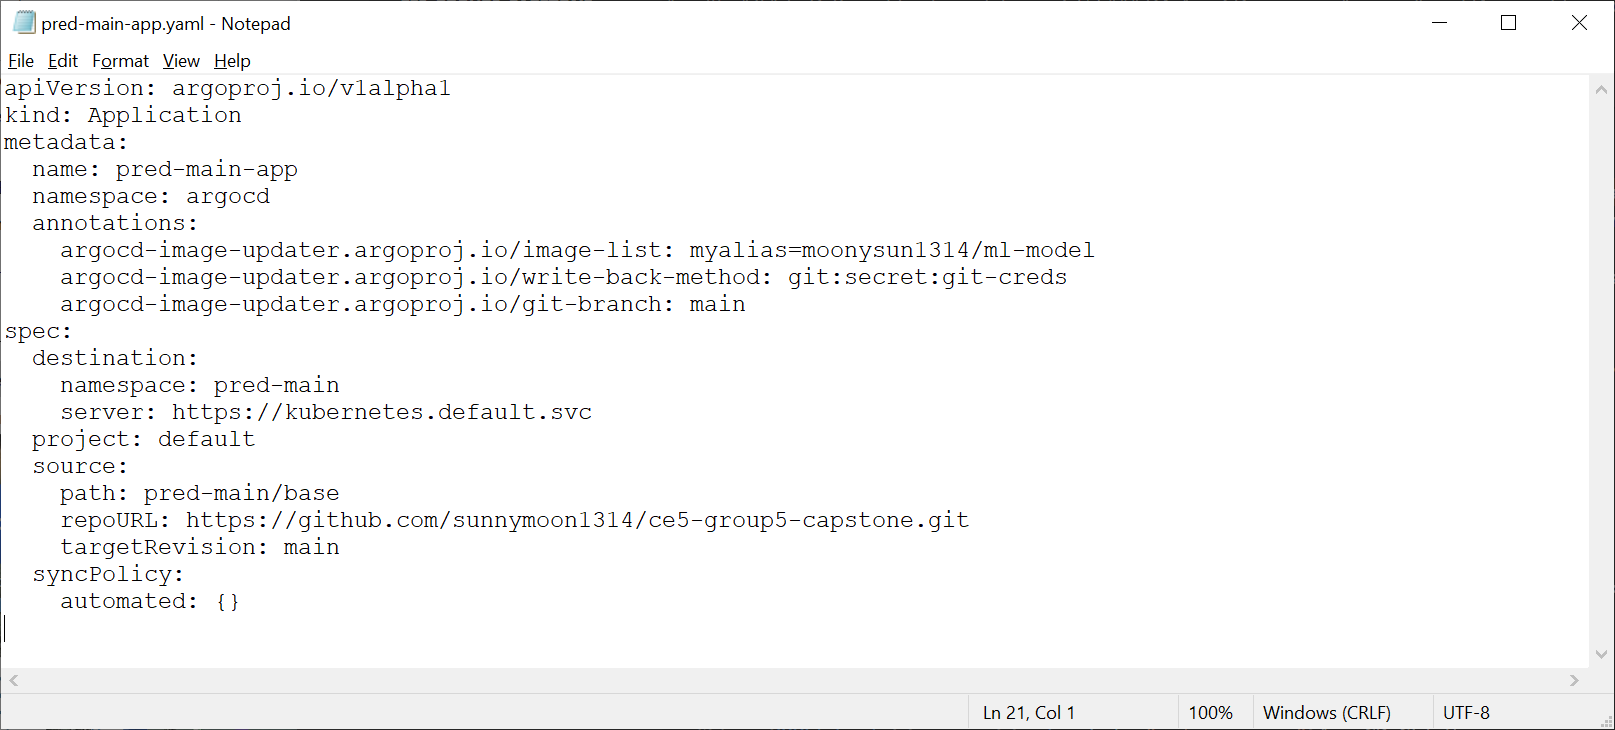 pred-main-app.yaml - Notepad
File Edit Format View Help
apiVersion: argoproj.io/v1alpha1
kind: Application
metadata:
  name: pred-main-app
  namespace: argocd
  annotations:
    argocd-image-updater.argoproj.io/image-list: myalias=moonysun1314/ml-model
    argocd-image-updater.argoproj.io/write-back-method: git:secret:git-creds
    argocd-image-updater.argoproj.io/git-branch: main
spec:
  destination:
    namespace: pred-main
    server: https://kubernetes.default.svc
  project: default
  source:
    path: pred-main/base
    repoURL: https://github.com/sunnymoon1314/ce5-group5-capstone.git
    targetRevision: main
  syncPolicy:
    automated: {}
Ln 21, Col 1 100% Windows (CRLF) UTF-8